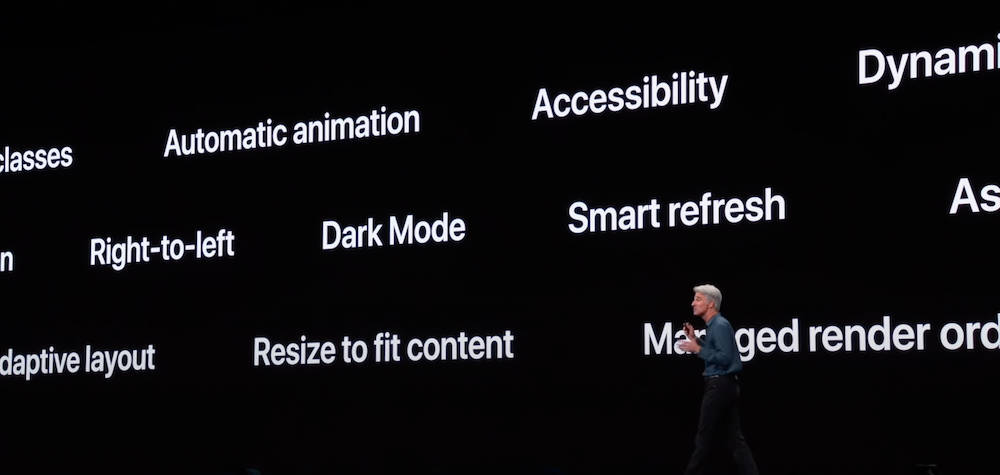 classes Automatic animation Accessibility Dynami
n Right-to-left Dark Mode Smart refresh As
daptive layout Resize to fit content Ma ged render ord